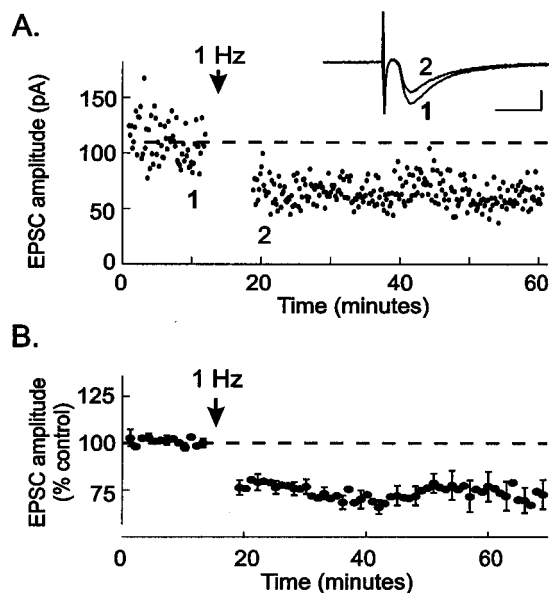 A.
1 Hz
EPSC amplitude (pA)
150
100
50
0
1
2
2
1
0
20
40
60
Time (minutes)
B.
1 Hz
EPSC amplitude
(% control)
125
100
75
0
20
40
60
Time (minutes)